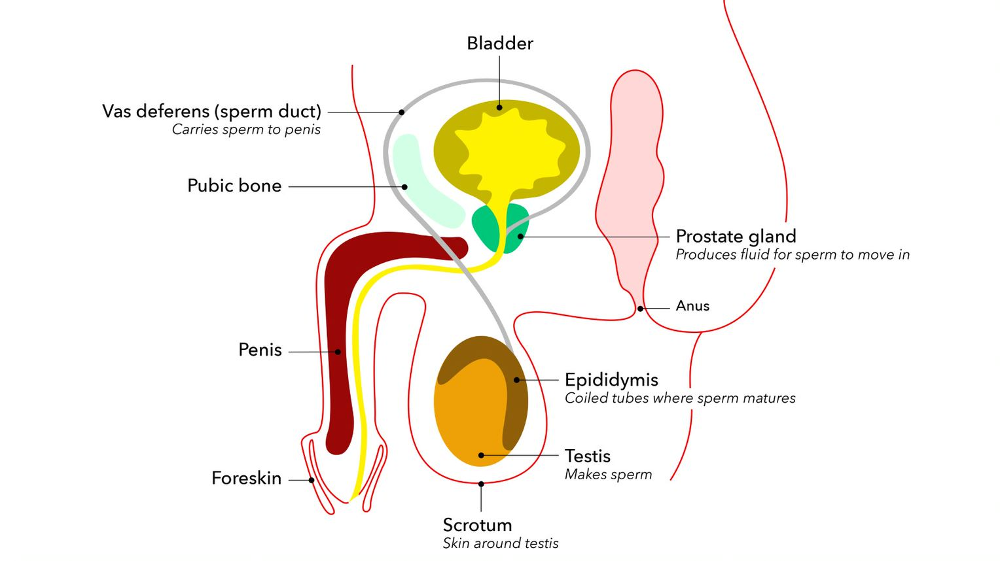 Bladder
Vas deferens (sperm duct)
Carries sperm to penis
Pubic bone
Prostate gland
Produces fluid for sperm to move in
Anus
Penis
Epididymis
Coiled tubes where sperm matures
Testis
Makes sperm
Foreskin
Scrotum
Skin around testis